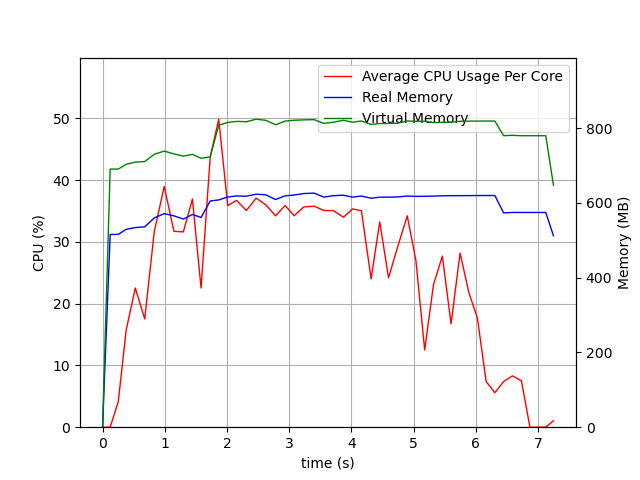 Average CPU Usage Per Core
Real Memory
Virtual Memory
CPU (%)
50
40
30
20
10
0
Memory (MB)
800
600
400
200
0
0 1 2 3 4 5 6 7
time (s)